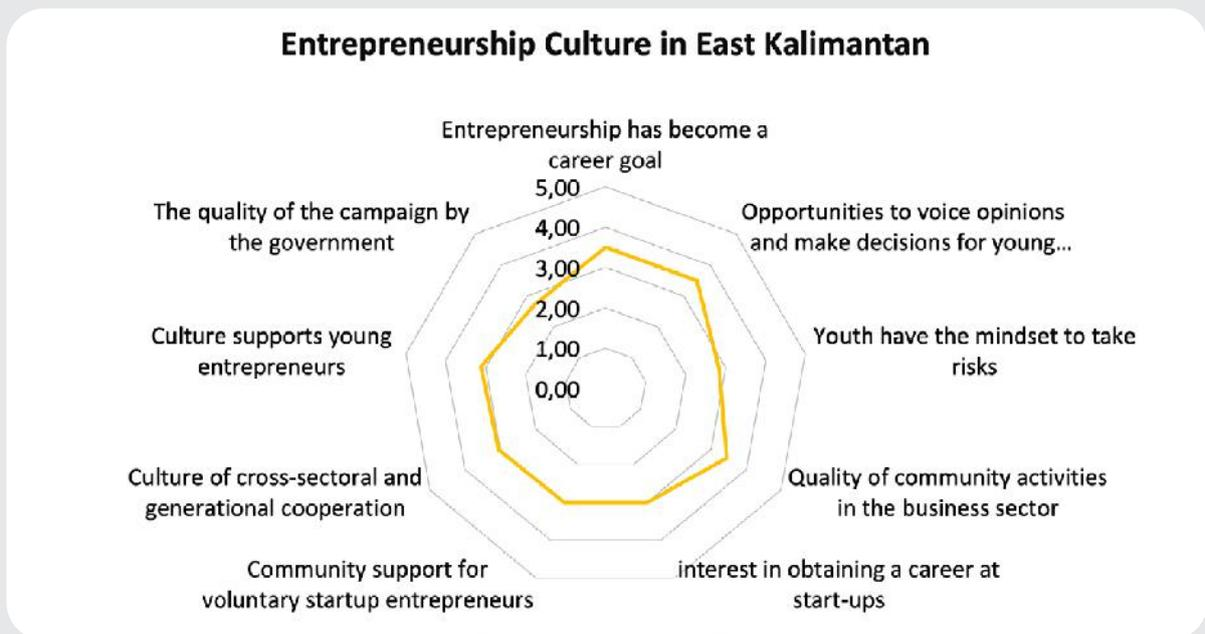 Entrepreneurship Culture in East Kalimantan
Entrepreneurship has become a
career goal
5,00
4,00
3,00
2,00
1,00
0,00
Opportunities to voice opinions
and make decisions for young...
Youth have the mindset to take
risks
Quality of community activities
in the business sector
interest in obtaining a career at
start-ups
Community support for
voluntary startup entrepreneurs
Culture of cross-sectoral and
generational cooperation
Culture supports young
entrepreneurs
The quality of the campaign by
the government